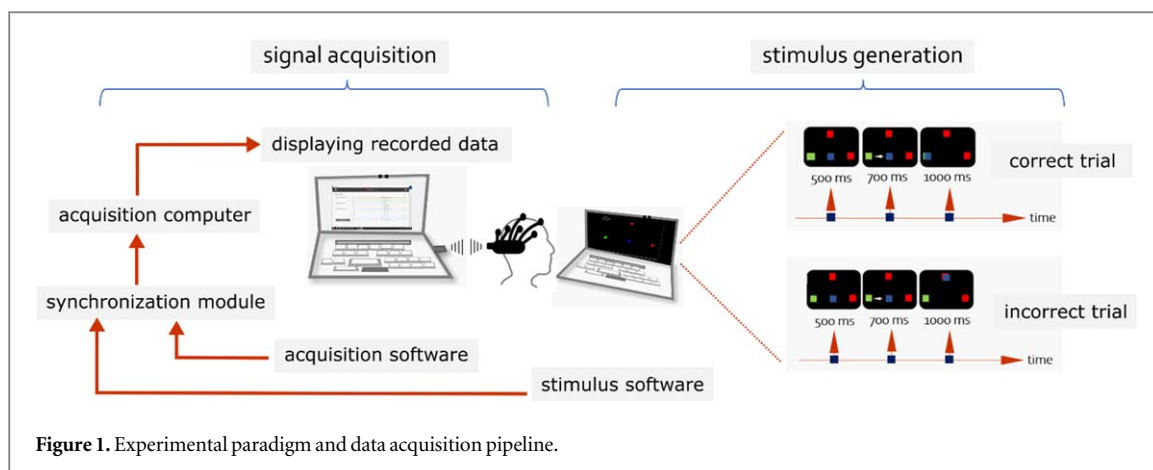 signal acquisition
stimulus generation
displaying recorded data
acquisition computer
synchronization module
acquisition software
stimulus software
500 ms 700 ms 1000 ms
correct trial
time
500 ms 700 ms 1000 ms
incorrect trial
time
Figure 1. Experimental paradigm and data acquisition pipeline.